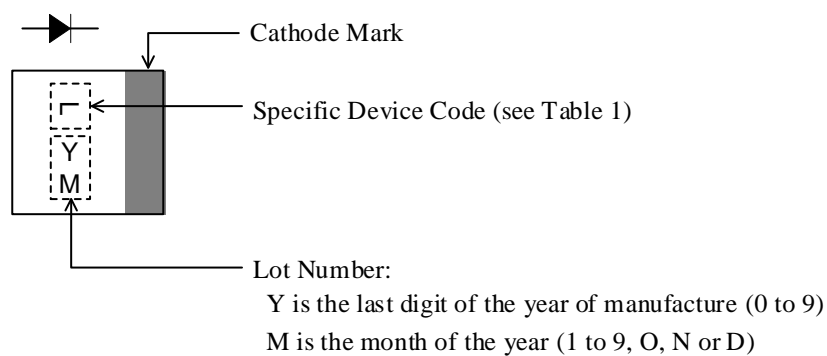 Cathode Mark
Specific Device Code (see Table 1)
Y
M
Lot Number:
Y is the last digit of the year of manufacture (0 to 9)
M is the month of the year (1 to 9, O, N or D)